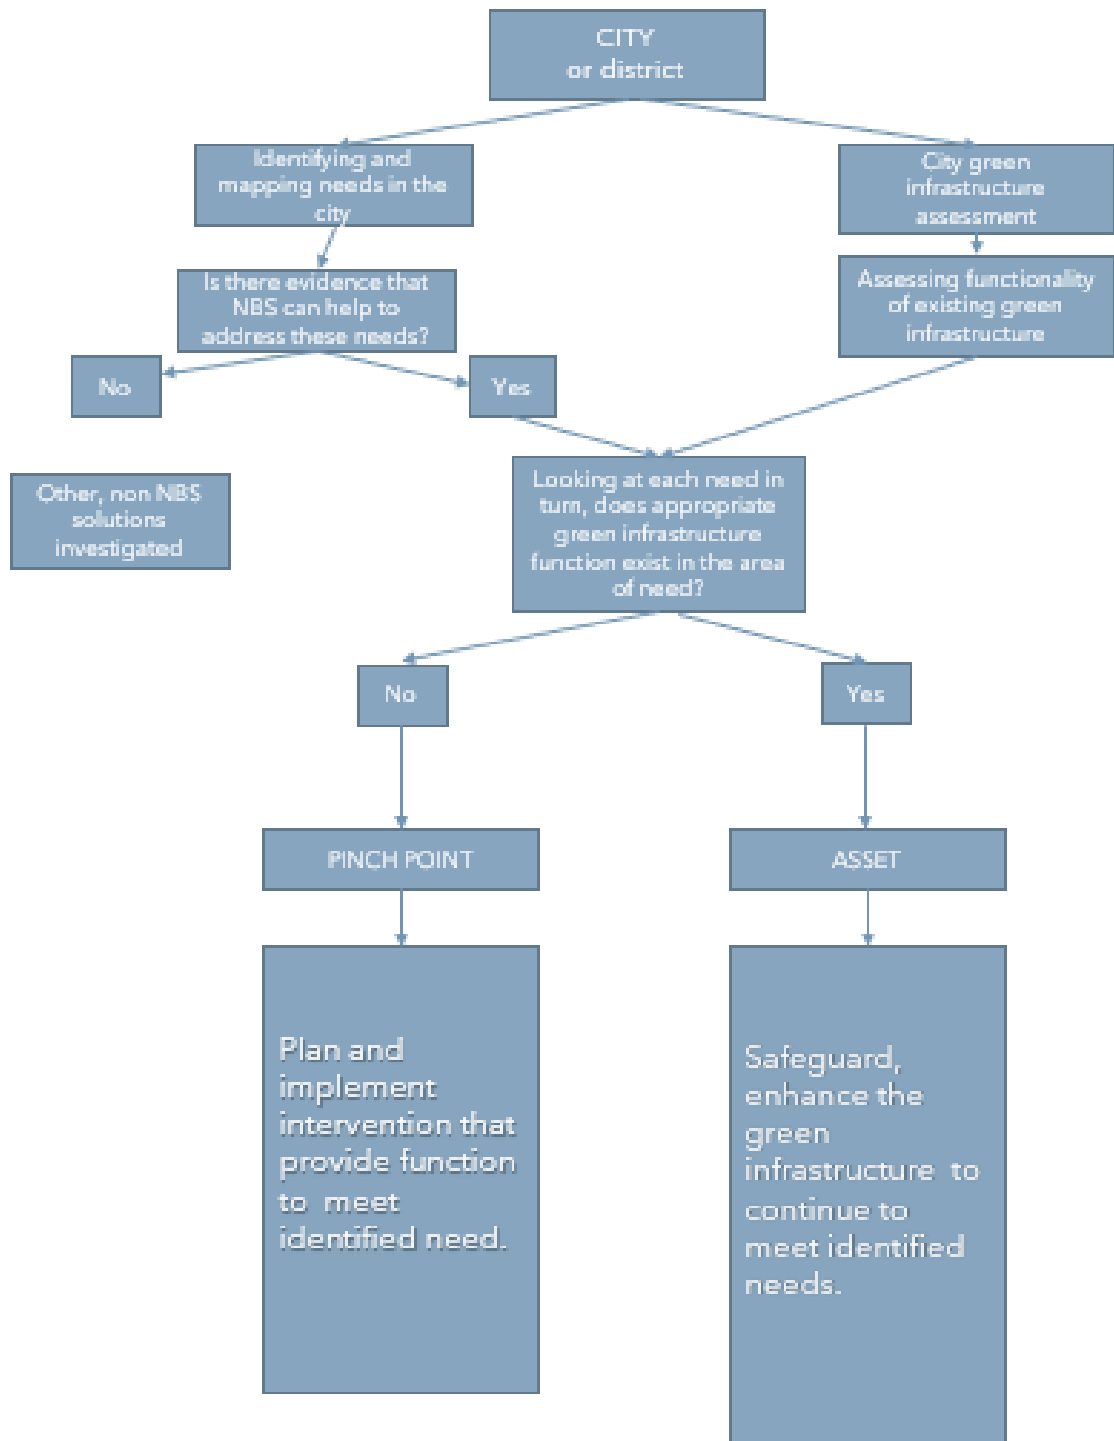 CITY
or district
Identifying and
mapping needs in the
city
City green
infrastructure
assessment
Is there evidence that
NBS can help to
address these needs?
Assessing functionality
of existing green
infrastructure
No
Yes
Other, non NBS
solutions
investigated
Looking at each need in
turn, does appropriate
green infrastructure
function exist in the area
of need?
No
Yes
PINCH POINT
ASSET
Plan and
implement
intervention that
provide function
to meet
identified need.
Safeguard,
enhance the
green
infrastructure to
continue to
meet identified
needs.